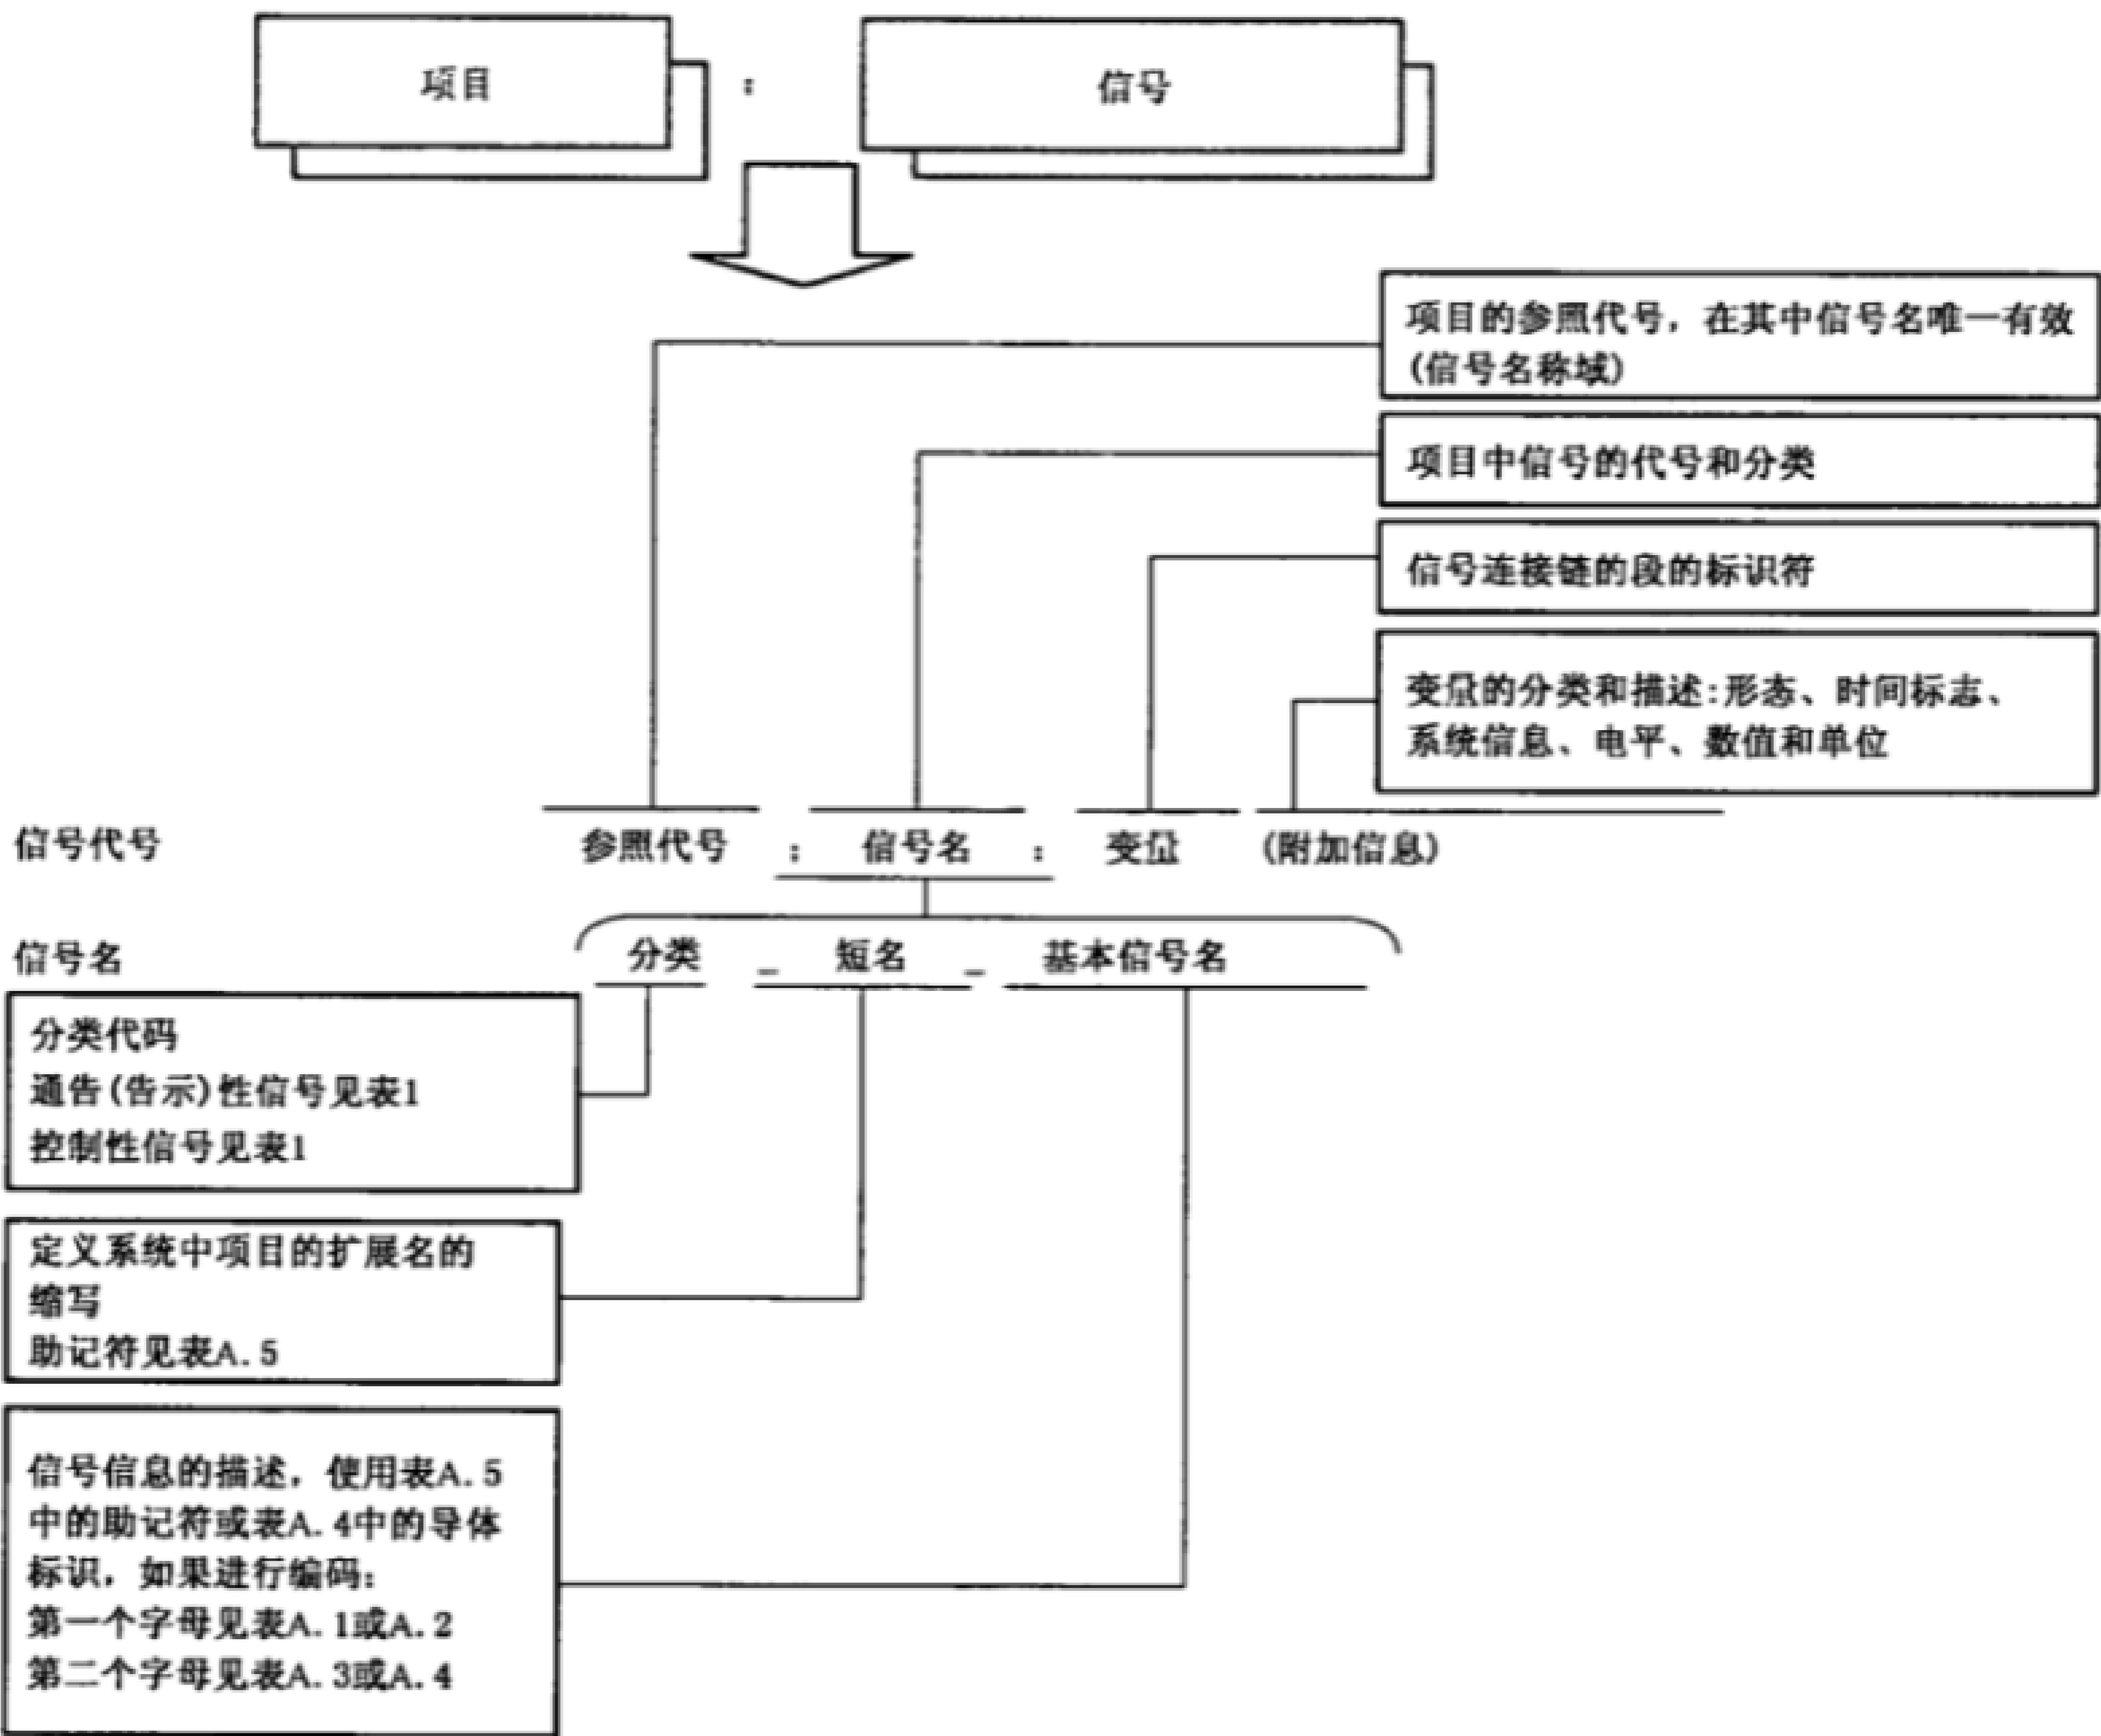 项目 : 信号
项目的参照代号，在其中信号名唯一有效
(信号名称域)
项目中信号的代号和分类
信号连接链的段的标识符
变量的分类和描述:形态、时间标志、
系统信息、电平、数值和单位
信号代号 参照代号 : 信号名 : 变量 (附加信息)
信号名 分类 _ 短名 _ 基本信号名
分类代码
通告(告示)性信号见表1
控制性信号见表1
定义系统中项目的扩展名的
缩写
助记符见表A.5
信号信息的描述，使用表A.5
中的助记符或表A.4中的导体
标识，如果进行编码:
第一个字母见表A.1或A.2
第二个字母见表A.3或A.4